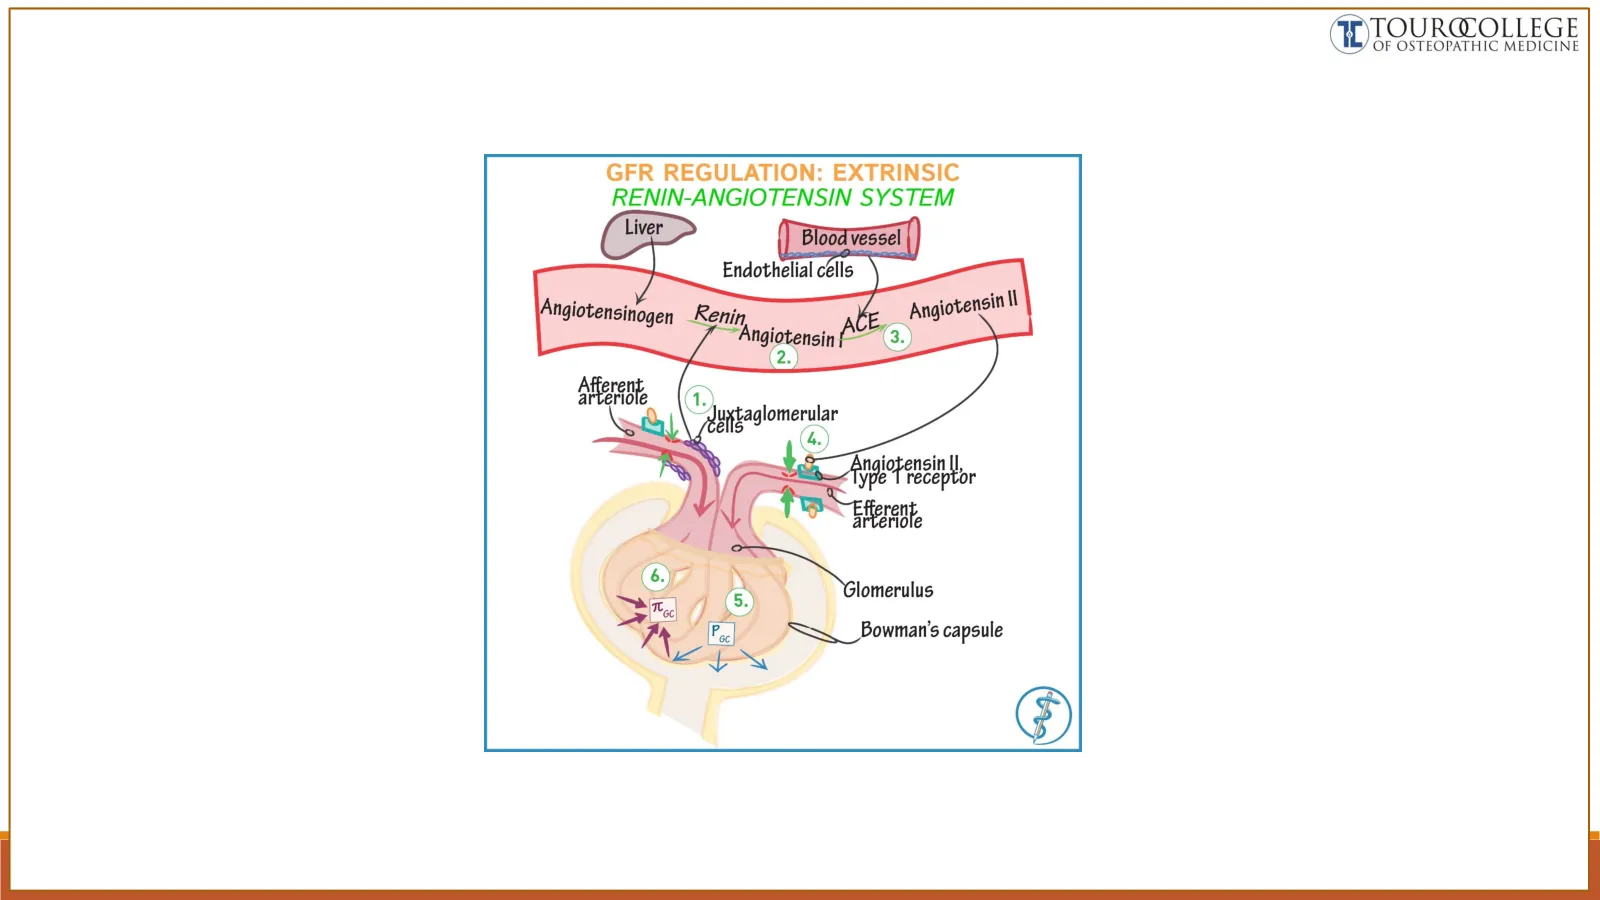 TOURO COLLEGE
OF OSTEOPATHIC MEDICINE
GFR REGULATION: EXTRINSIC
RENIN-ANGIOTENSIN SYSTEM
Liver
Blood vessel
Endothelial cells
Angiotensinogen
Renin
Angiotensin I
ACE
Angiotensin II
2.
3.
Afferent
arteriole
1.
Juxtaglomerular
cells
4.
Angiotensin II,
Type 1 receptor
Efferent
arteriole
6.
5.
πGC
PGC
Glomerulus
Bowman's capsule